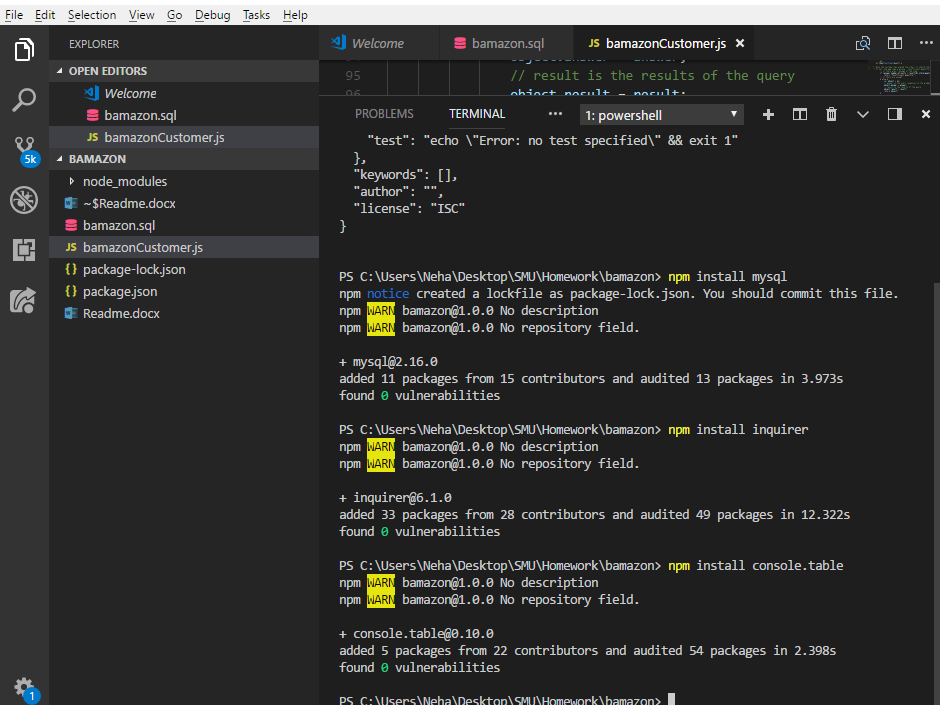 File Edit Selection View Go Debug Tasks Help
EXPLORER
OPEN EDITORS
Welcome
bamazon.sql
JS bamazonCustomer.js
BAMAZON
node_modules
~$Readme.docx
bamazon.sql
JS bamazonCustomer.js
{} package-lock.json
{} package.json
Readme.docx
5k
1
Welcome bamazon.sql JS bamazonCustomer.js
95 // result is the results of the query
96 object.result = result;
PROBLEMS TERMINAL ··· 1: powershell
"test": "echo \"Error: no test specified\" && exit 1"
},
"keywords": [],
"author": "",
"license": "ISC"
}
PS C:\Users\Neha\Desktop\SMU\Homework\bamazon> npm install mysql
npm notice created a lockfile as package-lock.json. You should commit this file.
npm WARN bamazon@1.0.0 No description
npm WARN bamazon@1.0.0 No repository field.
+ mysql@2.16.0
added 11 packages from 15 contributors and audited 13 packages in 3.973s
found 0 vulnerabilities
PS C:\Users\Neha\Desktop\SMU\Homework\bamazon> npm install inquirer
npm WARN bamazon@1.0.0 No description
npm WARN bamazon@1.0.0 No repository field.
+ inquirer@6.1.0
added 33 packages from 28 contributors and audited 49 packages in 12.322s
found 0 vulnerabilities
PS C:\Users\Neha\Desktop\SMU\Homework\bamazon> npm install console.table
npm WARN bamazon@1.0.0 No description
npm WARN bamazon@1.0.0 No repository field.
+ console.table@0.10.0
added 5 packages from 22 contributors and audited 54 packages in 2.398s
found 0 vulnerabilities
PS C:\Users\Neha\Desktop\SMU\Homework\bamazon>